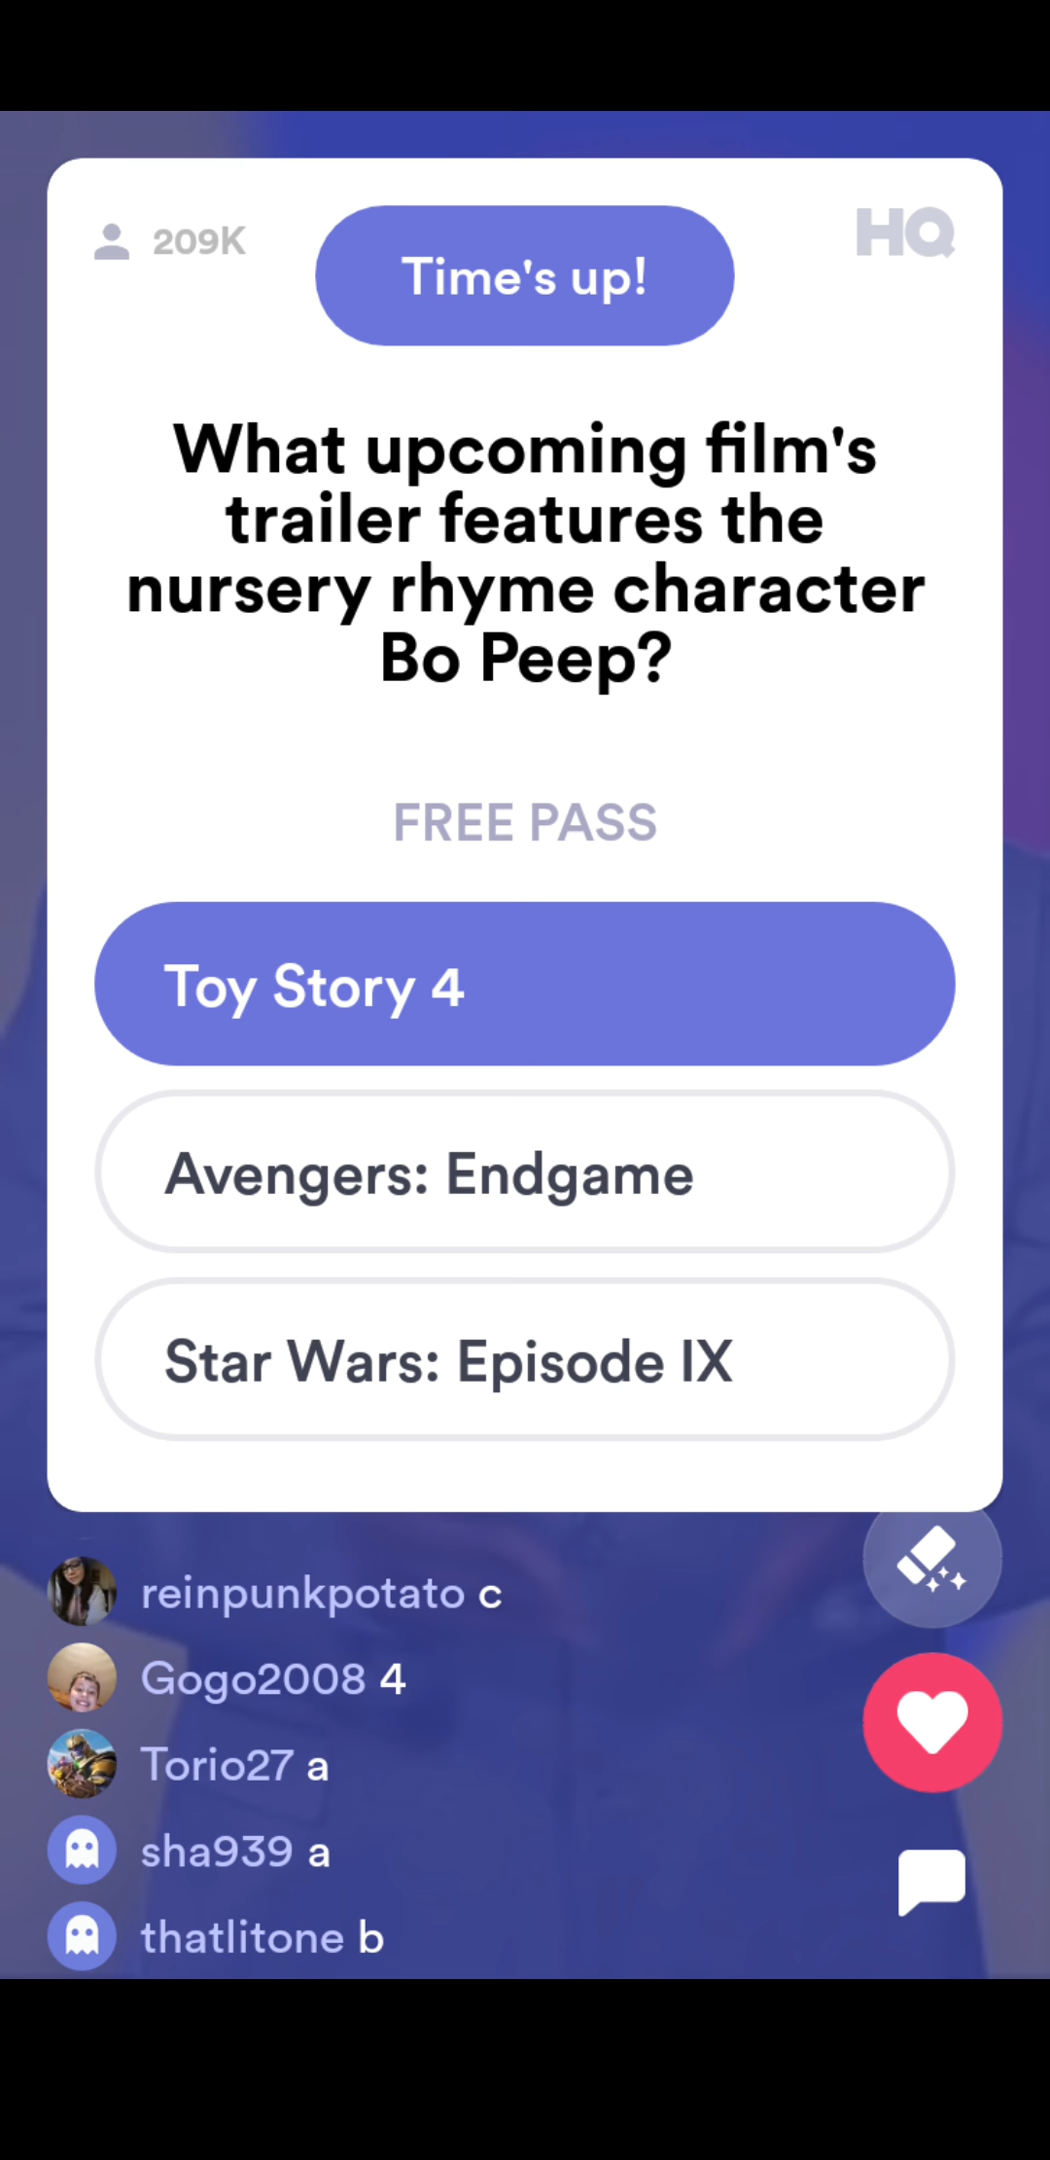 209K
Time's up!
HQ
What upcoming film's
trailer features the
nursery rhyme character
Bo Peep?
FREE PASS
Toy Story 4
Avengers: Endgame
Star Wars: Episode IX
reinpunkpotato c
Gogo2008 4
Torio27 a
sha939 a
thatlitone b